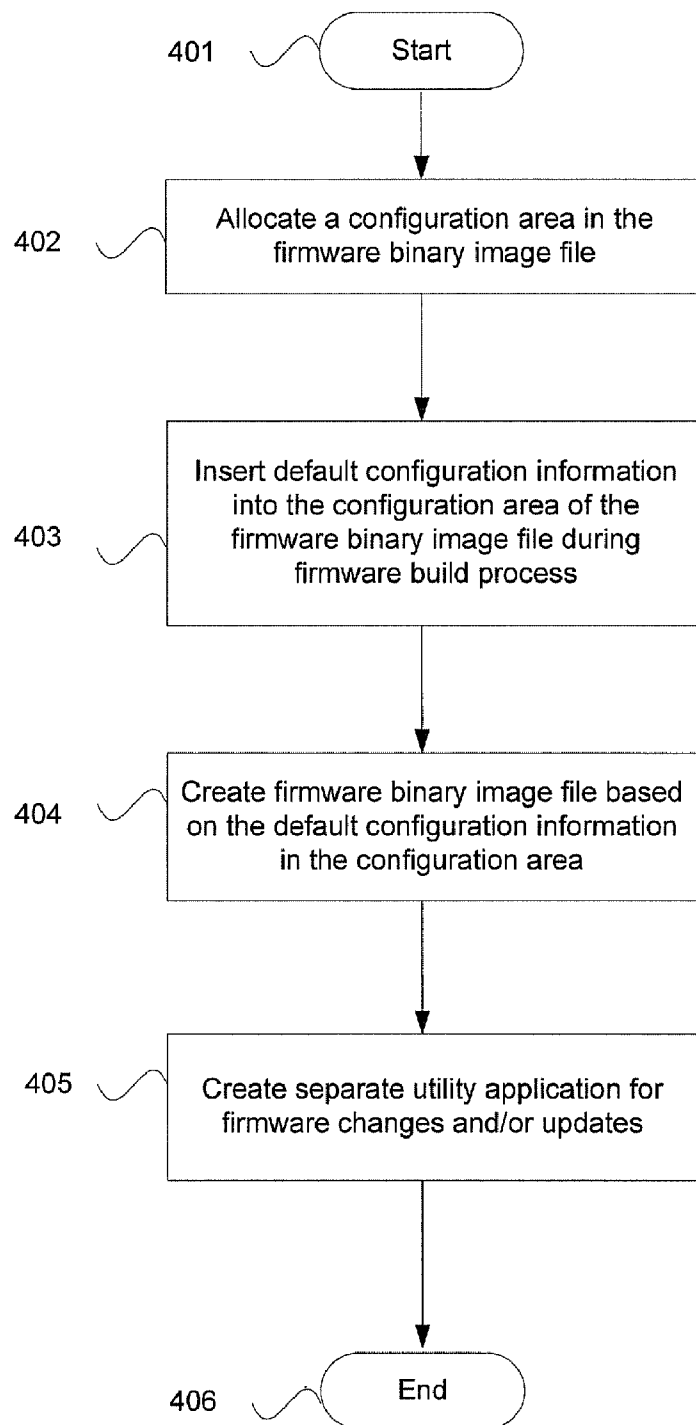 401
Start
402
Allocate a configuration area in the
firmware binary image file
403
Insert default configuration information
into the configuration area of the
firmware binary image file during
firmware build process
404
Create firmware binary image file based
on the default configuration information
in the configuration area
405
Create separate utility application for
firmware changes and/or updates
406
End